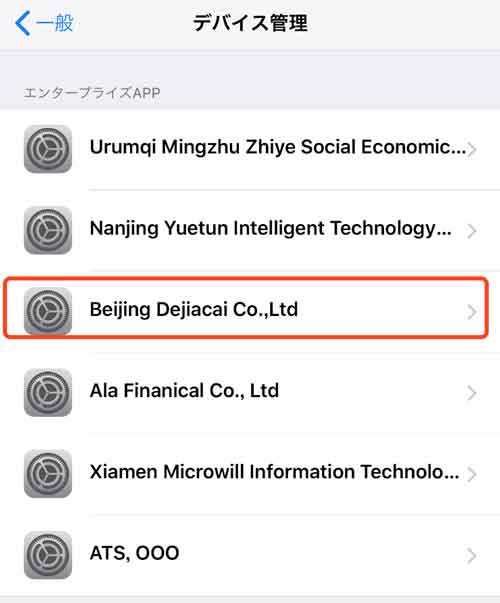 一般
デバイス管理
エンタープライズAPP
Urumqi Mingzhu Zhiye Social Economic...
Nanjing Yuetun Intelligent Technology...
Beijing Dejiacai Co.,Ltd
Ala Finanical Co., Ltd
Xiamen Microwill Information Technolo...
ATS, OOO